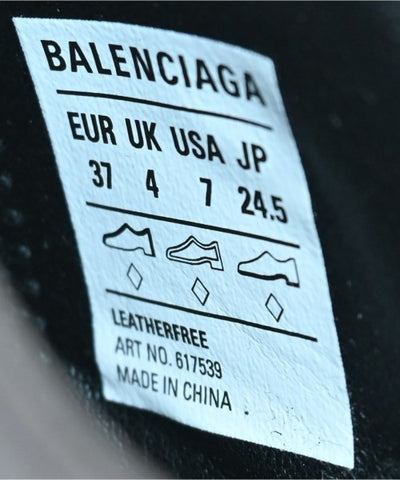 BALENCIAGA
EUR UK USA JP
37 4 7 24.5
LEATHERFREE
ART NO. 617539
MADE IN CHINA .